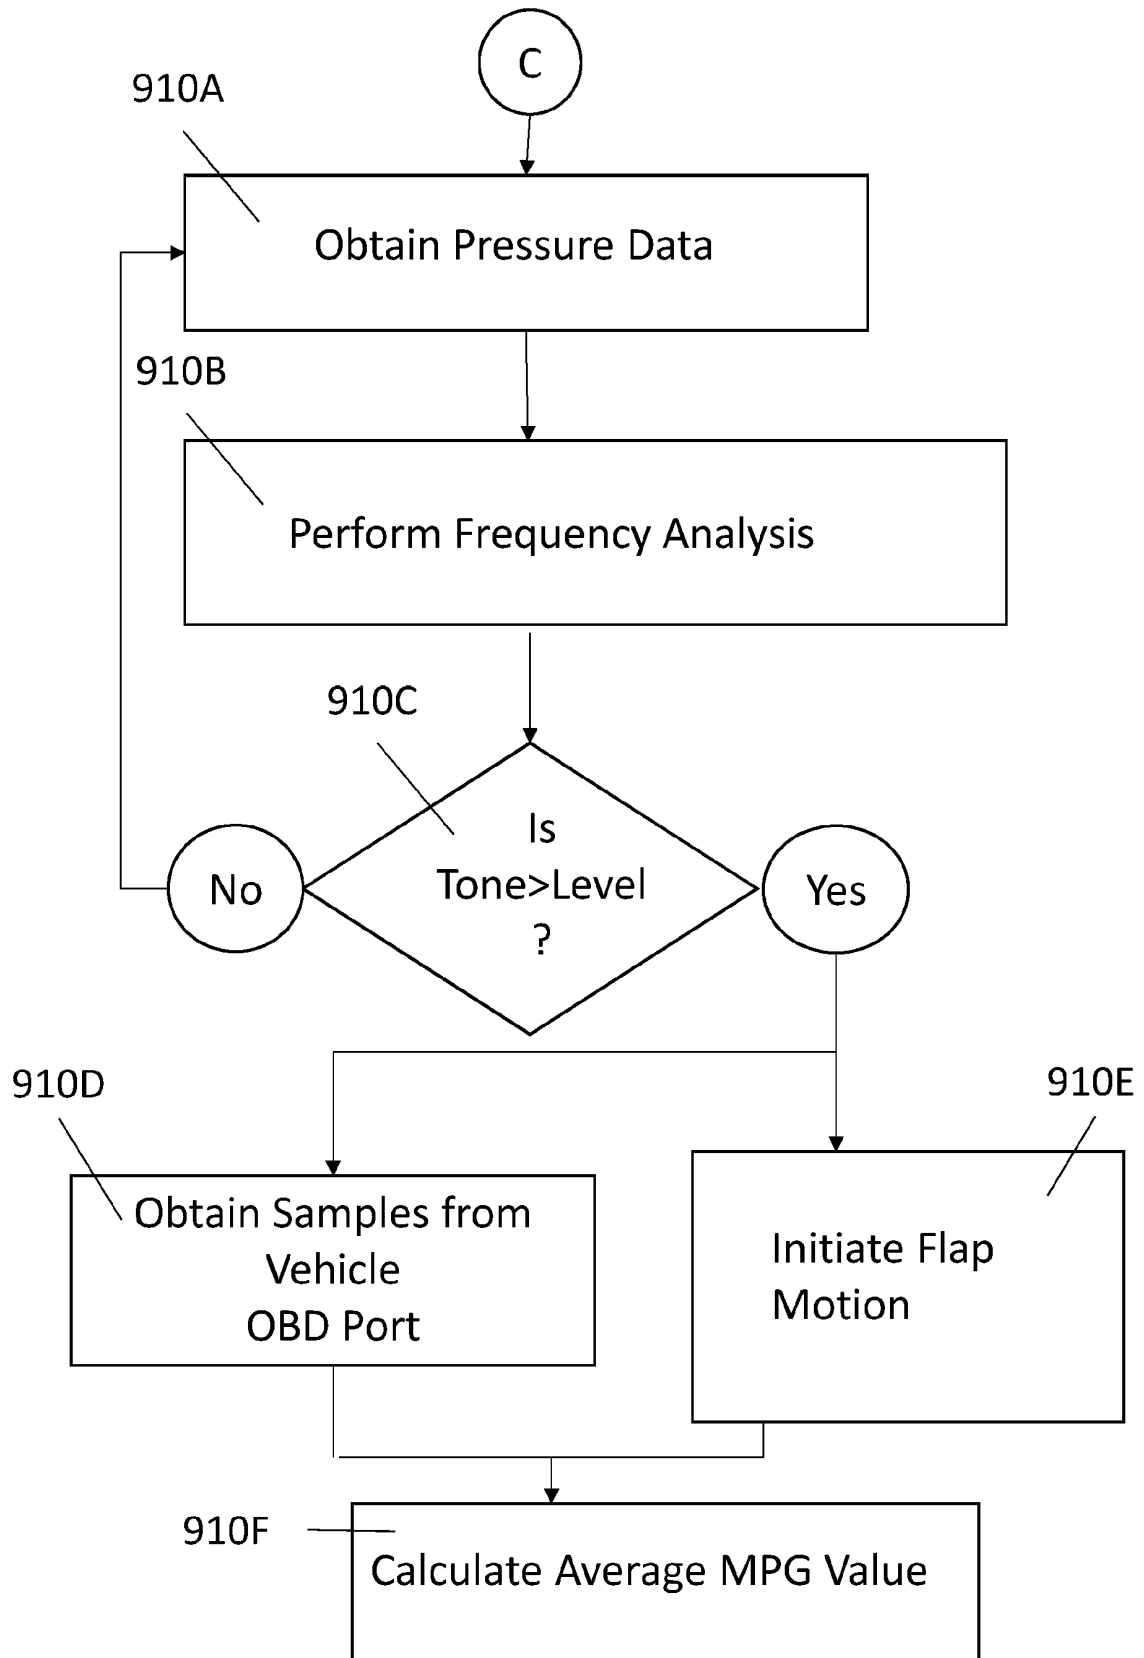 C
910A
Obtain Pressure Data
910B
Perform Frequency Analysis
910C
Is
Tone>Level
?
No
Yes
910D
910E
Obtain Samples from
Vehicle
OBD Port
Initiate Flap
Motion
910F
Calculate Average MPG Value